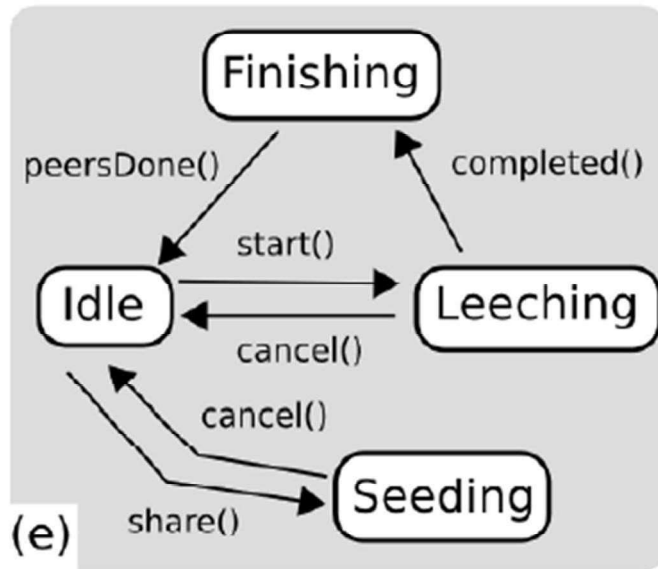 Finishing
peersDone()
completed()
start()
Idle
Leeching
cancel()
cancel()
Seeding
share()
(e)